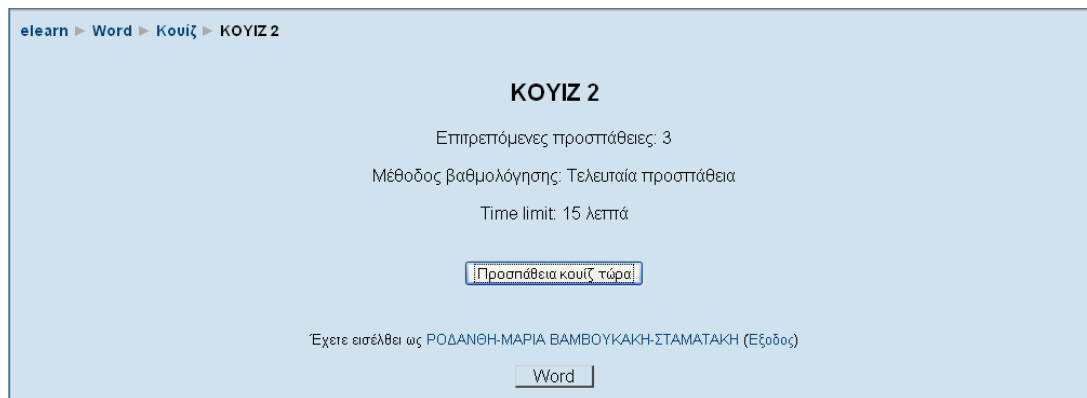 elearn ► Word ► Κουίζ ► ΚΟΥΙΖ 2
ΚΟΥΙΖ 2
Επιτρεπόμενες προσπάθειες: 3
Μέθοδος βαθμολόγησης: Τελευταία προσπάθεια
Time limit: 15 λεπτά
Προσπάθεια κουίζ τώρα
Έχετε εισέλθει ως ΡΟΔΑΝΘΗ-ΜΑΡΙΑ ΒΑΜΒΟΥΚΑΚΗ-ΣΤΑΜΑΤΑΚΗ (Έξοδος)
Word